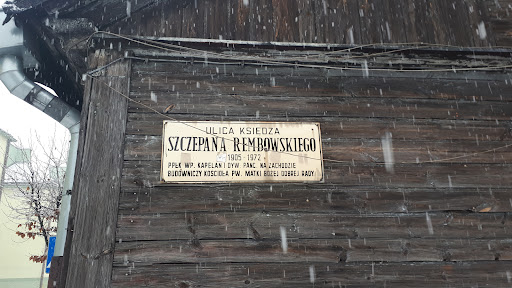 ULICA KSIĘDZA
SZCZEPANA REMBOWSKIEGO
1905-1972
PPŁK WP. KAPELAN I DYW. PANC. NA ZACHODZIE
BUDOWNICZY KOŚCIOŁA PW. MATKI BOŻEJ DOBREJ RADY